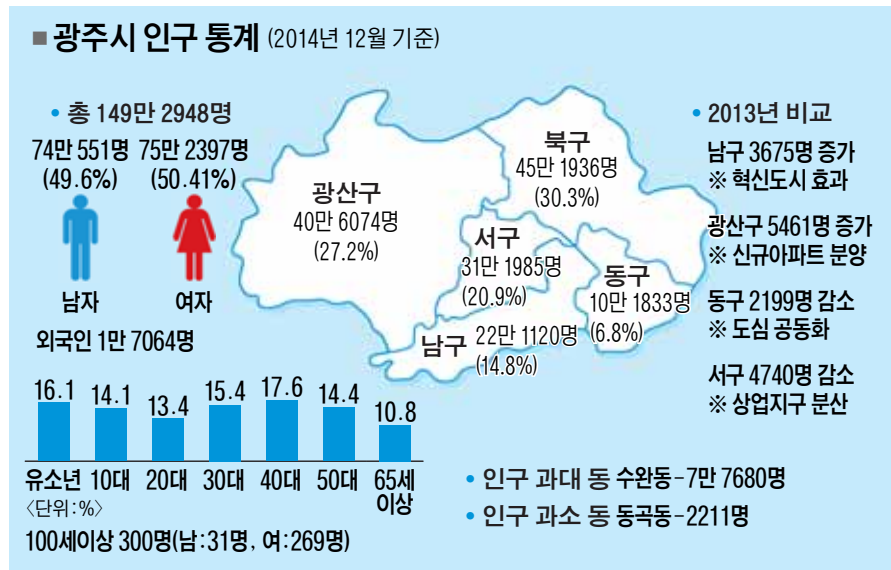 ■ 광주시 인구 통계 (2014년 12월 기준)
• 총 149만 2948명
74만 551명
(49.6%)
75만 2397명
(50.41%)
남자
여자
외국인 1만 7064명
광산구
40만 6074명
(27.2%)
북구
45만 1936명
(30.3%)
서구
31만 1985명
(20.9%)
동구
10만 1833명
(6.8%)
남구 22만 1120명
(14.8%)
• 2013년 비교
남구 3675명 증가
※ 혁신도시 효과
광산구 5461명 증가
※ 신규아파트 분양
동구 2199명 감소
※ 도심 공동화
서구 4740명 감소
※ 상업지구 분산
16.1 14.1 13.4 15.4 17.6 14.4 10.8
유소년 10대 20대 30대 40대 50대 65세
이상
〈단위:%〉
100세이상 300명(남:31명, 여:269명)
• 인구 과대 동 수완동-7만 7680명
• 인구 과소 동 동곡동-2211명